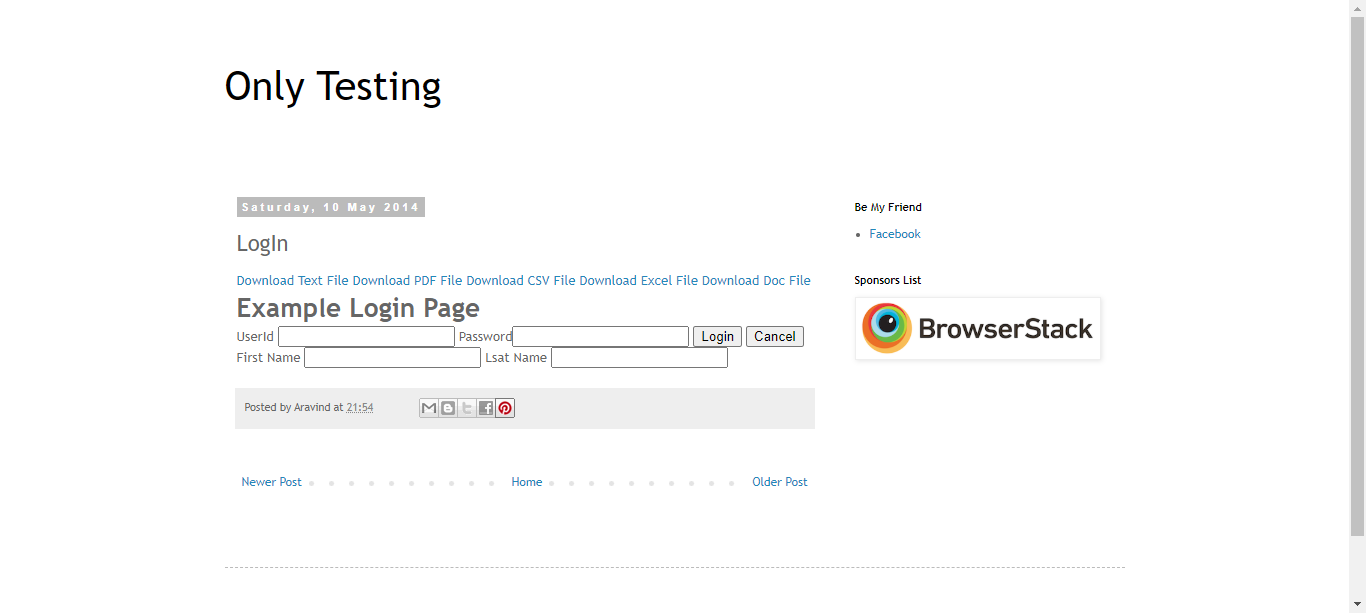 Only Testing
Saturday, 10 May 2014
LogIn
Download Text File Download PDF File Download CSV File Download Excel File Download Doc File
Example Login Page
UserId Password Login Cancel
First Name Lsat Name
Posted by Aravind at 21:54
Newer Post Home Older Post
Be My Friend
Facebook
Sponsors List
BrowserStack